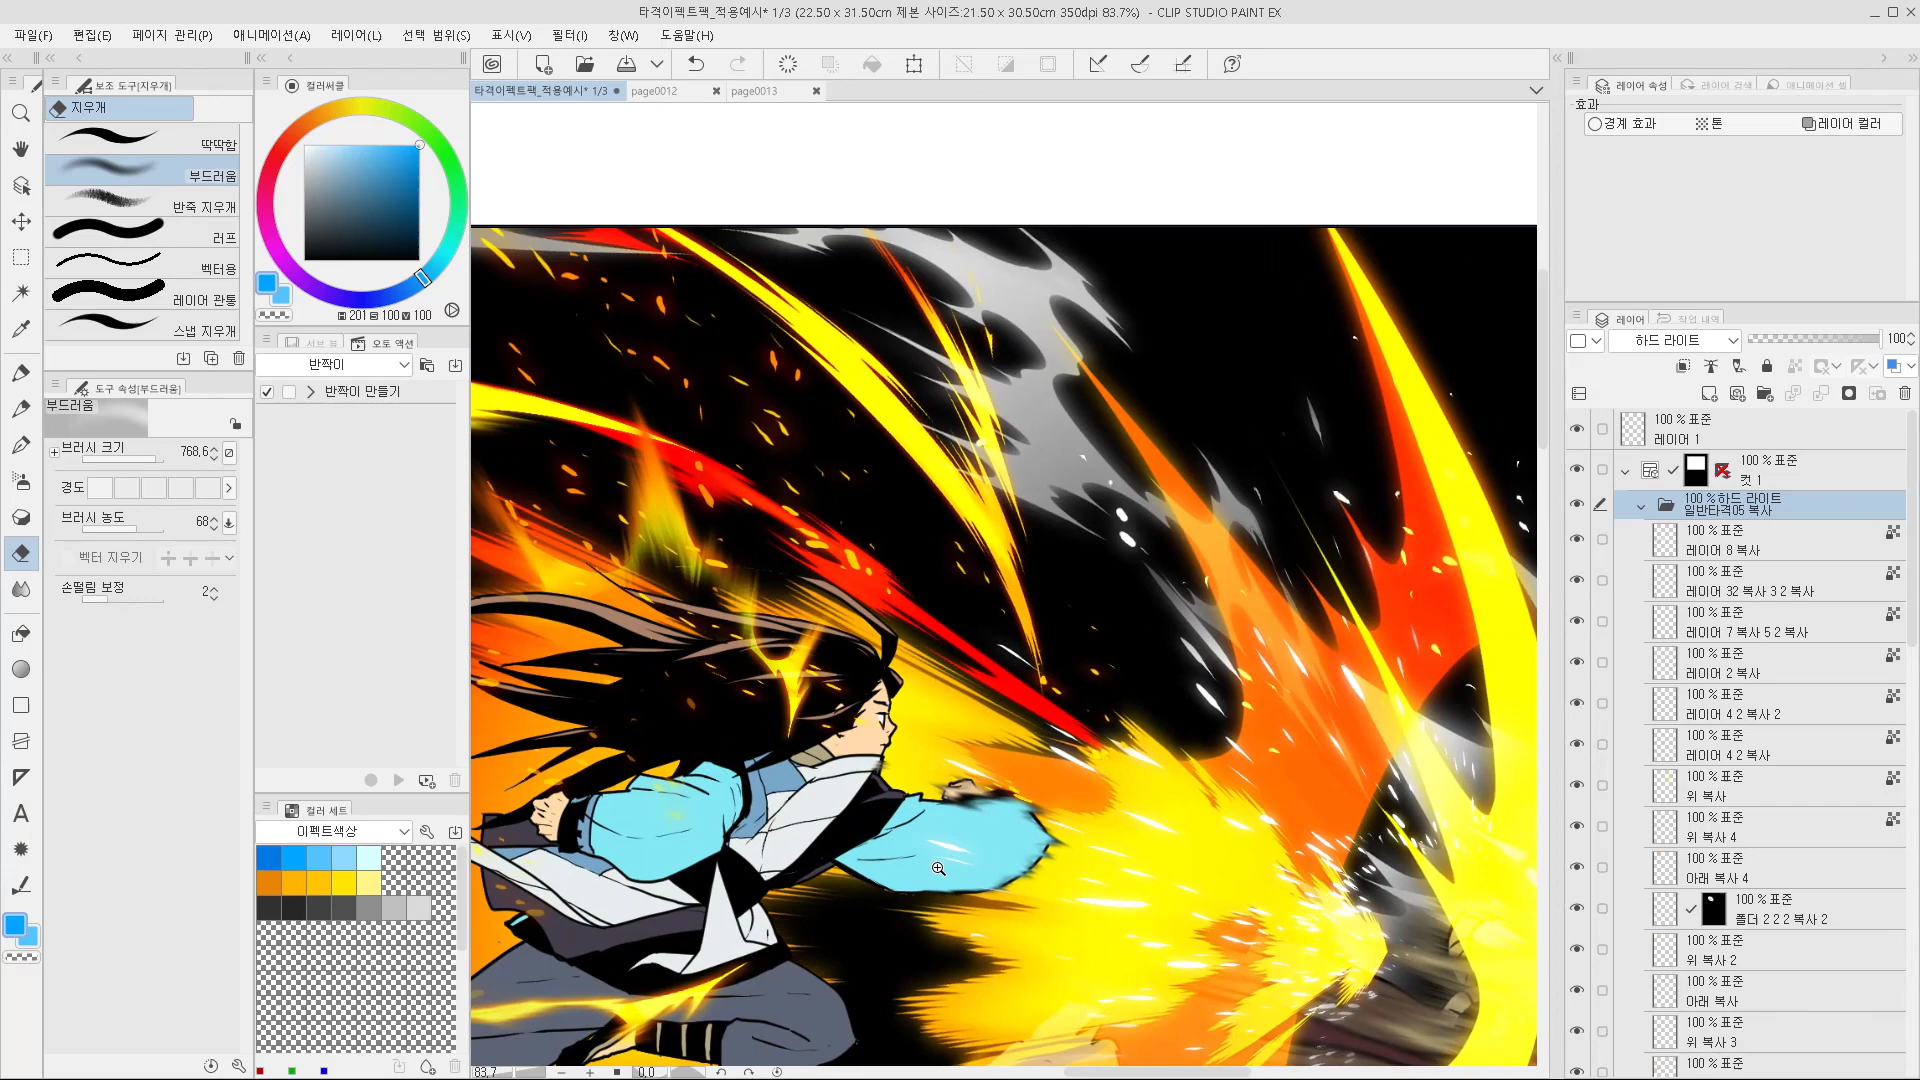 타격이펙트팩_적용예시* 1/3 (22.50 x 31.50cm 제본 사이즈:21.50 x 30.50cm 350dpi 83.7%) - CLIP STUDIO PAINT EX
파일(F) 편집(E) 페이지 관리(P) 애니메이션(A) 레이어(L) 선택 범위(S) 표시(V) 필터(I) 창(W) 도움말(H)
보조 도구[지우개]
지우개
딱딱함
부드러움
반죽 지우개
러프
벡터용
레이어 관통
스냅 지우개
도구 속성[부드러움]
부드러움
브러시 크기 768,6
경도
브러시 농도 68
벡터 지우기
손떨림 보정 2
컬러써클
H 201 S 100 V 100
서브 뷰 오토 액션
반짝이
반짝이 만들기
컬러 세트
이펙트색상
타격이펙트팩_적용예시* 1/3 page0012 page0013
83,7 0,0
레이어 속성 레이어 검색 애니메이션 셀
효과
경계 효과 톤 레이어 컬러
레이어 작업 내역
하드 라이트 100
100 % 표준
레이어 1
100 % 표준
컷 1
100 % 하드 라이트
일반타격05 복사
100 % 표준
레이어 8 복사
100 % 표준
레이어 32 복사 3 2 복사
100 % 표준
레이어 7 복사 5 2 복사
100 % 표준
레이어 2 복사
100 % 표준
레이어 4 2 복사 2
100 % 표준
레이어 4 2 복사
100 % 표준
위 복사
100 % 표준
위 복사 4
100 % 표준
아래 복사 4
100 % 표준
폴더 2 2 2 복사 2
100 % 표준
위 복사 2
100 % 표준
아래 복사
100 % 표준
위 복사 3
100 % 표준